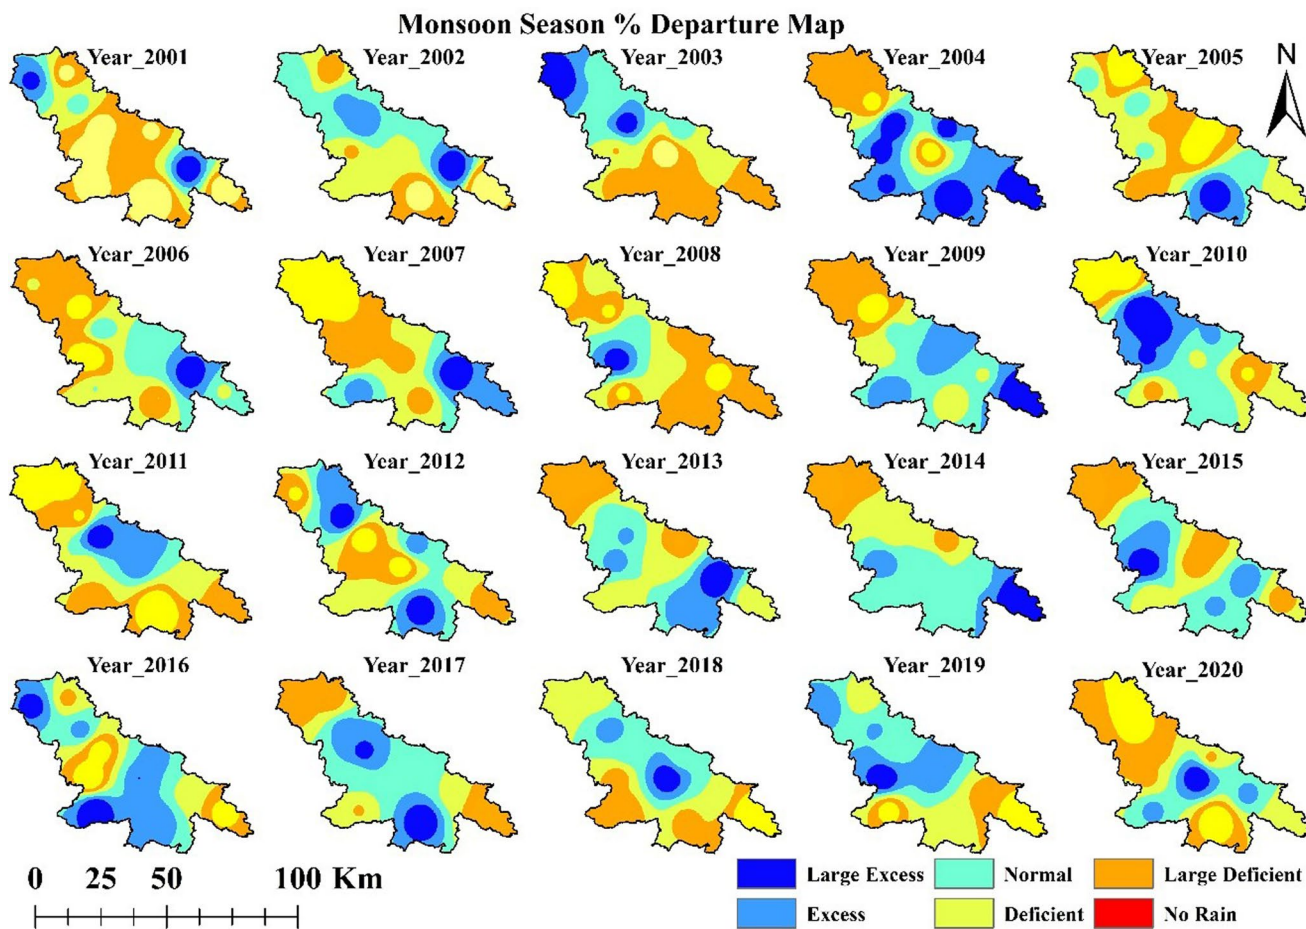 Monsoon Season % Departure Map
Year_2001 Year_2002 Year_2003 Year_2004 Year_2005
N
Year_2006 Year_2007 Year_2008 Year_2009 Year_2010
Year_2011 Year_2012 Year_2013 Year_2014 Year_2015
Year_2016 Year_2017 Year_2018 Year_2019 Year_2020
0 25 50 100 Km
Large Excess Normal Large Deficient
Excess Deficient No Rain